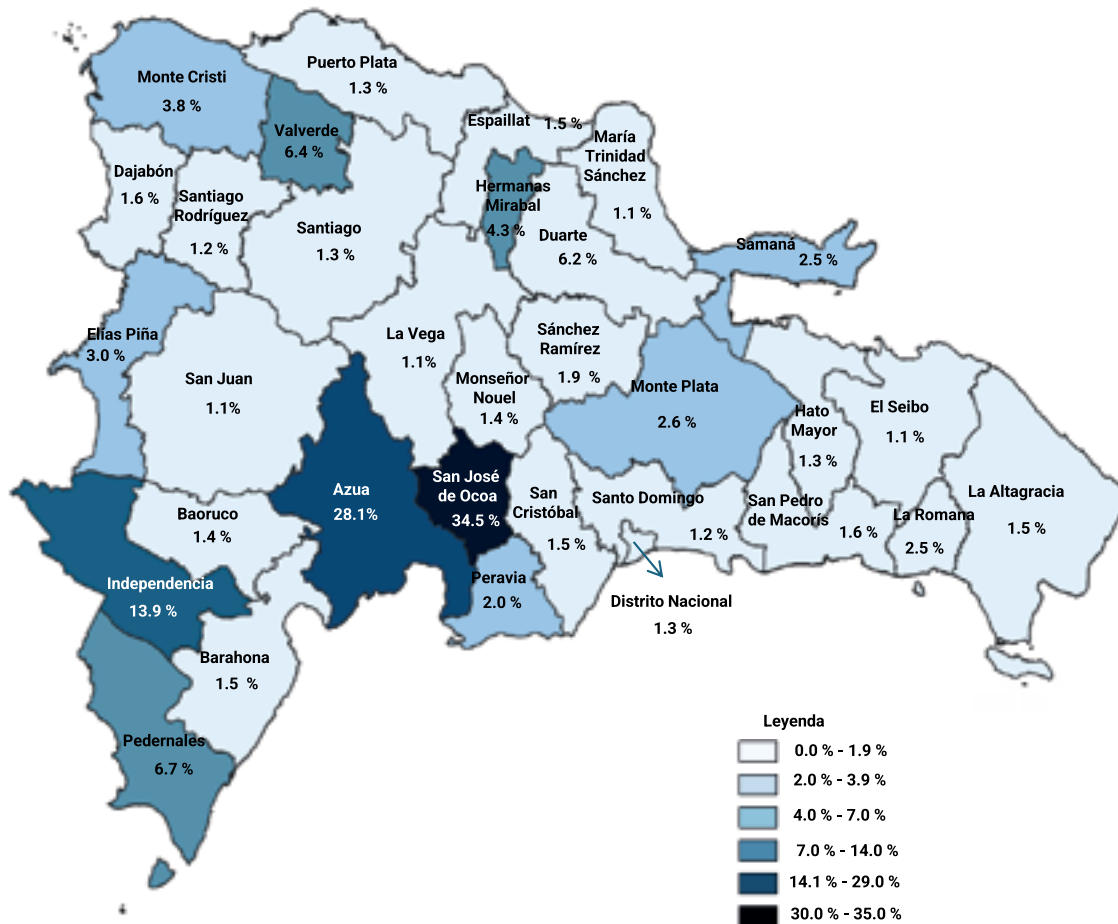 Puerto Plata
1.3 %
Monte Cristi
3.8 %
Valverde
6.4 %
Espaillat 1.5 %
María
Trinidad
Sánchez
1.1 %
Dajabón
1.6 %
Santiago
Rodríguez
1.2 %
Santiago
1.3 %
Hermanas
Mirabal
4.3 %
Duarte
6.2 %
Samaná
2.5 %
Elías Piña
3.0 %
San Juan
1.1%
La Vega
1.1%
Sánchez
Ramírez
1.9 %
Monseñor
Nouel
1.4 %
Monte Plata
2.6 %
Hato
Mayor
1.3 %
El Seibo
1.1 %
La Altagracia
1.5 %
Azua
28.1%
San José
de Ocoa
34.5 %
San
Cristóbal
1.5 %
Santo Domingo
1.2 %
San Pedro
de Macorís
1.6 %
La Romana
2.5 %
Baoruco
1.4 %
Independencia
13.9 %
Peravia
2.0 %
Distrito Nacional
1.3 %
Barahona
1.5 %
Pedernales
6.7 %
Leyenda
0.0 % - 1.9 %
2.0 % - 3.9 %
4.0 % - 7.0 %
7.0 % - 14.0 %
14.1 % - 29.0 %
30.0 % - 35.0 %